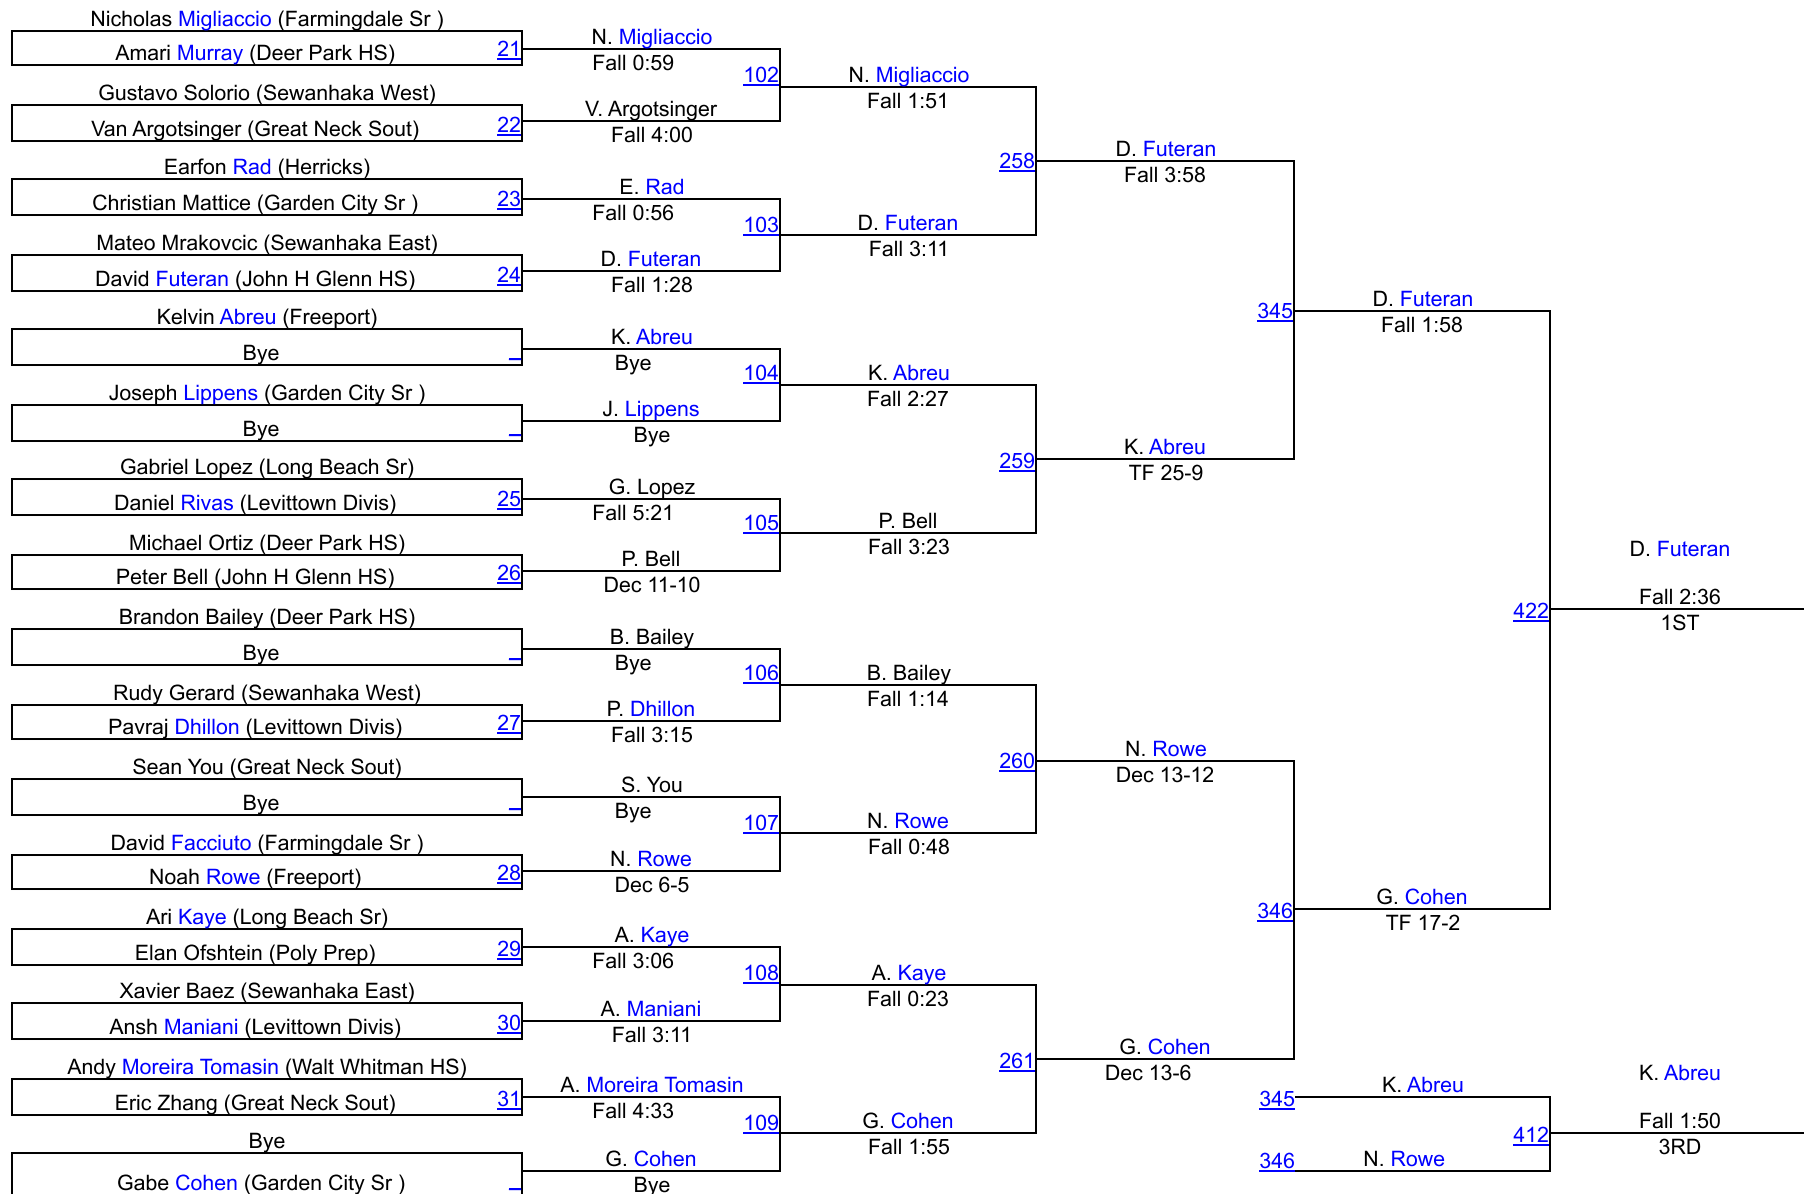 Nicholas Migliaccio (Farmingdale Sr )
Amari Murray (Deer Park HS)
21
Gustavo Solorio (Sewanhaka West)
Van Argotsinger (Great Neck Sout)
22
Earfon Rad (Herricks)
Christian Mattice (Garden City Sr )
23
Mateo Mrakovcic (Sewanhaka East)
David Futeran (John H Glenn HS)
24
Kelvin Abreu (Freeport)
Bye
Joseph Lippens (Garden City Sr )
Bye
Gabriel Lopez (Long Beach Sr)
Daniel Rivas (Levittown Divis)
25
Michael Ortiz (Deer Park HS)
Peter Bell (John H Glenn HS)
26
Brandon Bailey (Deer Park HS)
Bye
Rudy Gerard (Sewanhaka West)
Pavraj Dhillon (Levittown Divis)
27
Sean You (Great Neck Sout)
Bye
David Facciuto (Farmingdale Sr )
Noah Rowe (Freeport)
28
Ari Kaye (Long Beach Sr)
Elan Ofshtein (Poly Prep)
29
Xavier Baez (Sewanhaka East)
Ansh Maniani (Levittown Divis)
30
Andy Moreira Tomasin (Walt Whitman HS)
Eric Zhang (Great Neck Sout)
31
Bye
Gabe Cohen (Garden City Sr )
N. Migliaccio
Fall 0:59
102
V. Argotsinger
Fall 4:00
E. Rad
Fall 0:56
103
D. Futeran
Fall 1:28
K. Abreu
Bye
104
J. Lippens
Bye
G. Lopez
Fall 5:21
105
P. Bell
Dec 11-10
B. Bailey
Bye
106
P. Dhillon
Fall 3:15
S. You
Bye
107
N. Rowe
Dec 6-5
A. Kaye
Fall 3:06
108
A. Maniani
Fall 3:11
A. Moreira Tomasin
Fall 4:33
109
G. Cohen
Bye
N. Migliaccio
Fall 1:51
258
D. Futeran
Fall 3:11
K. Abreu
Fall 2:27
259
P. Bell
Fall 3:23
B. Bailey
Fall 1:14
260
N. Rowe
Fall 0:48
A. Kaye
Fall 0:23
261
G. Cohen
Fall 1:55
D. Futeran
Fall 3:58
345
K. Abreu
TF 25-9
N. Rowe
Dec 13-12
346
G. Cohen
Dec 13-6
D. Futeran
Fall 1:58
422
G. Cohen
TF 17-2
D. Futeran
Fall 2:36
1ST
345
K. Abreu
412
346
N. Rowe
K. Abreu
Fall 1:50
3RD